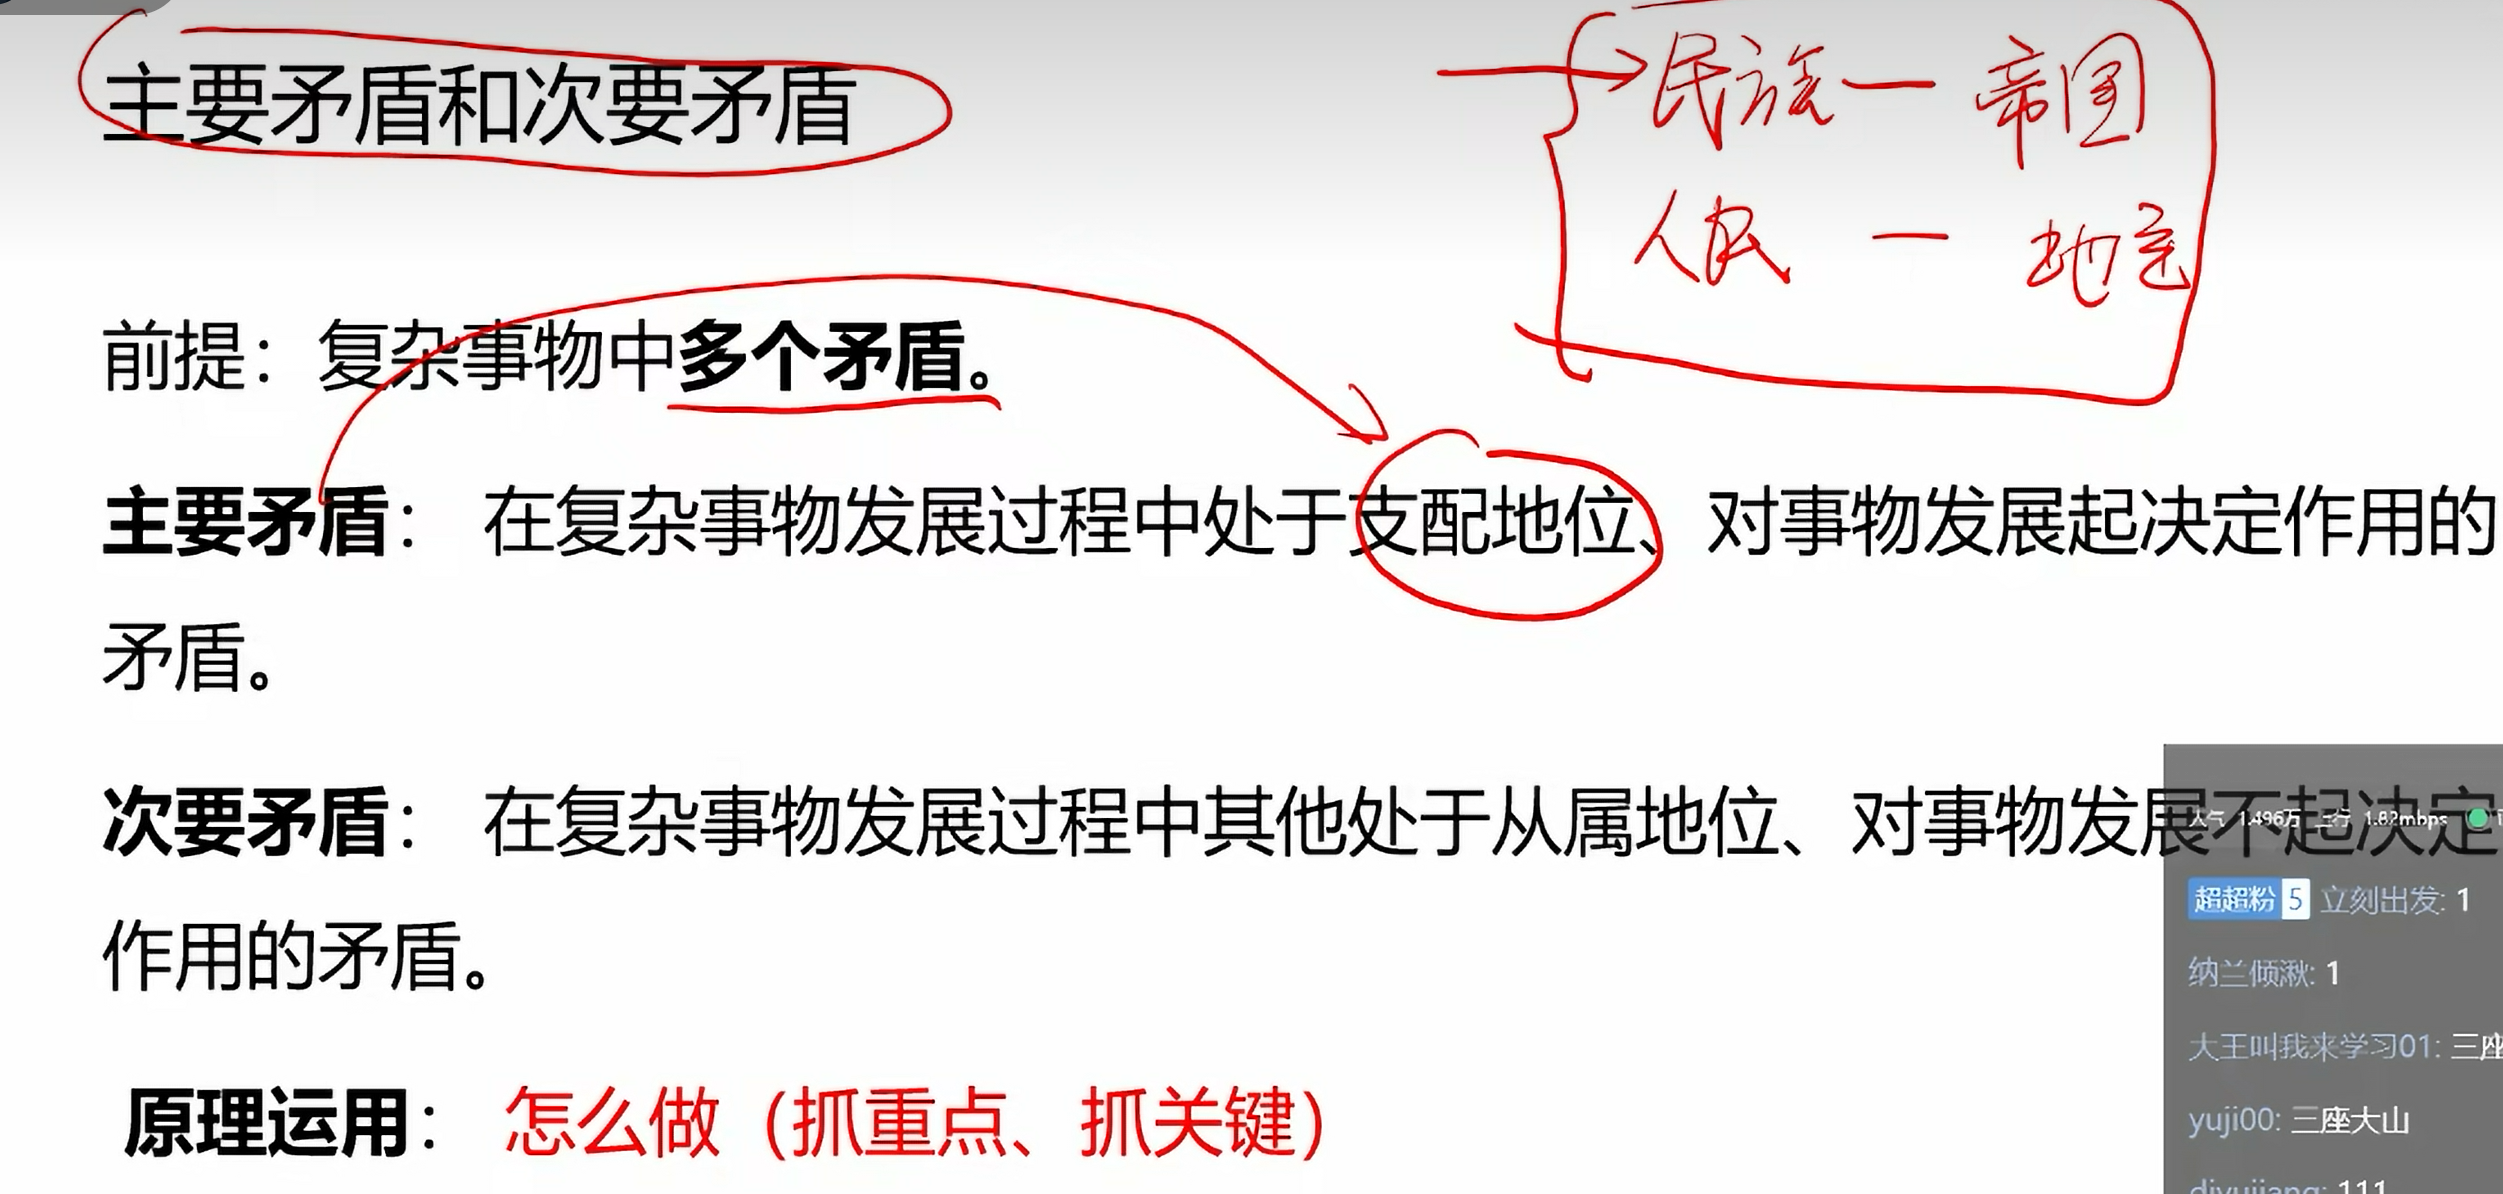 主要矛盾和次要矛盾
民族 — 帝国
人民 — 地主
前提：复杂事物中多个矛盾。
主要矛盾：在复杂事物发展过程中处于支配地位、对事物发展起决定作用的
矛盾。
次要矛盾：在复杂事物发展过程中其他处于从属地位、对事物发展不起决定
作用的矛盾。
原理运用：怎么做（抓重点、抓关键）
人气 1.496万 上行 1.82mbps
超超粉 5 立刻出发: 1
纳兰倾湫: 1
大王叫我来学习01: 三座
yuji00: 三座大山
diyujiang: 111